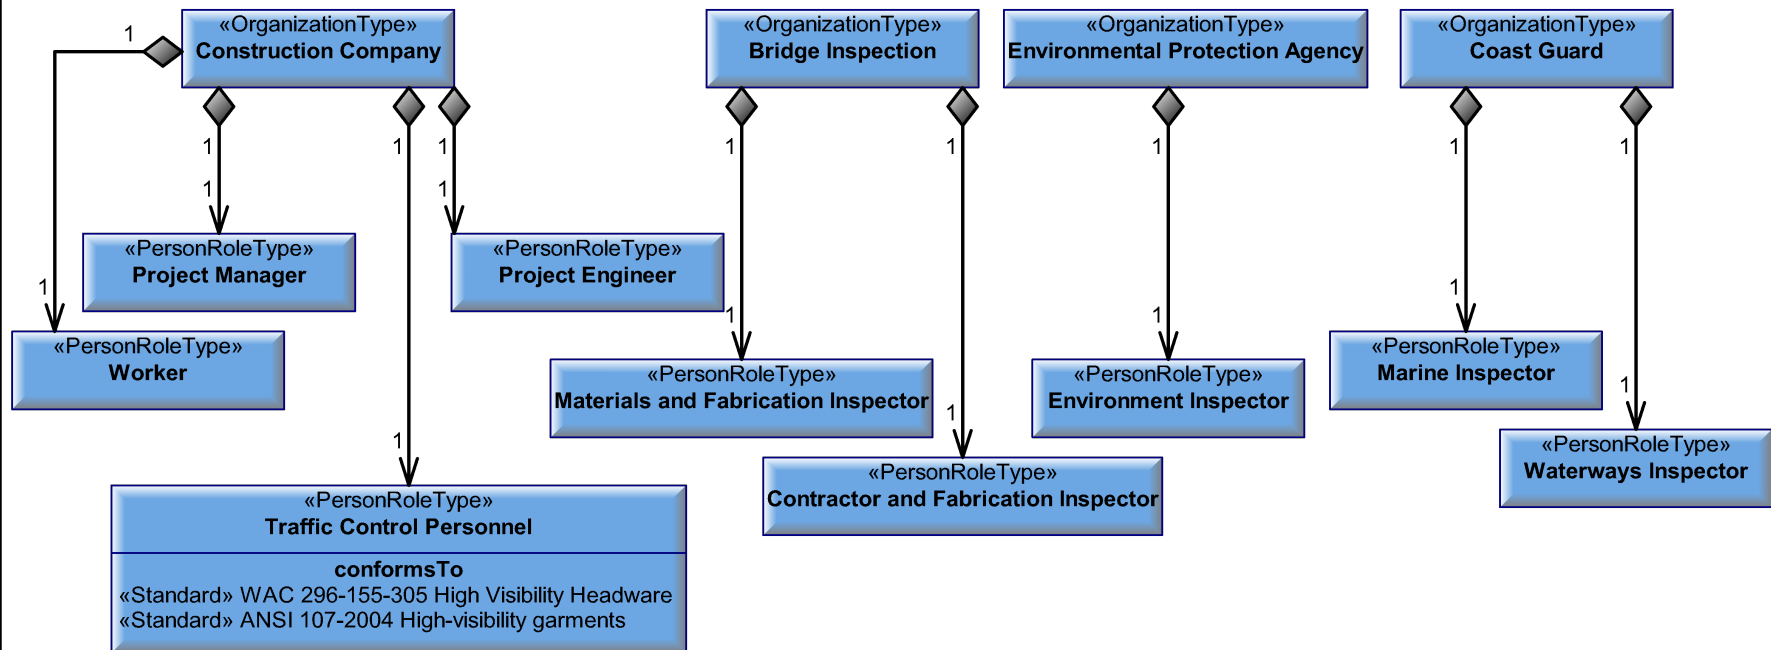 «OrganizationType»
Construction Company
«OrganizationType»
Bridge Inspection
«OrganizationType»
Environmental Protection Agency
«OrganizationType»
Coast Guard
1
1
1
1
1
1
1
1
1
1
1
«PersonRoleType»
Project Manager
«PersonRoleType»
Project Engineer
1
1
1
1
«PersonRoleType»
Worker
«PersonRoleType»
Materials and Fabrication Inspector
«PersonRoleType»
Environment Inspector
«PersonRoleType»
Marine Inspector
1
1
1
«PersonRoleType»
Traffic Control Personnel
conformsTo
«Standard» WAC 296-155-305 High Visibility Headware
«Standard» ANSI 107-2004 High-visibility garments
«PersonRoleType»
Contractor and Fabrication Inspector
«PersonRoleType»
Waterways Inspector